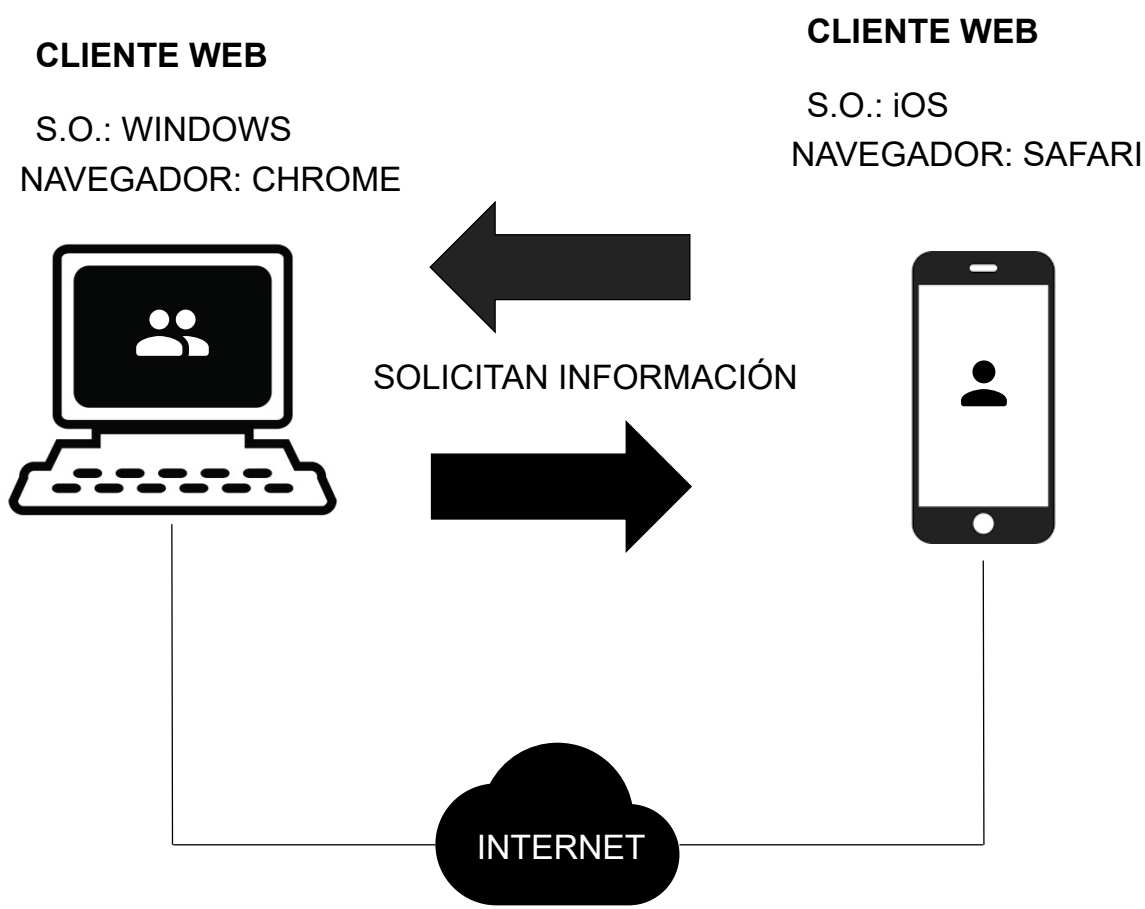 CLIENTE WEB
S.O.: WINDOWS
NAVEGADOR: CHROME
CLIENTE WEB
S.O.: iOS
NAVEGADOR: SAFARI
SOLICITAN INFORMACIÓN
INTERNET